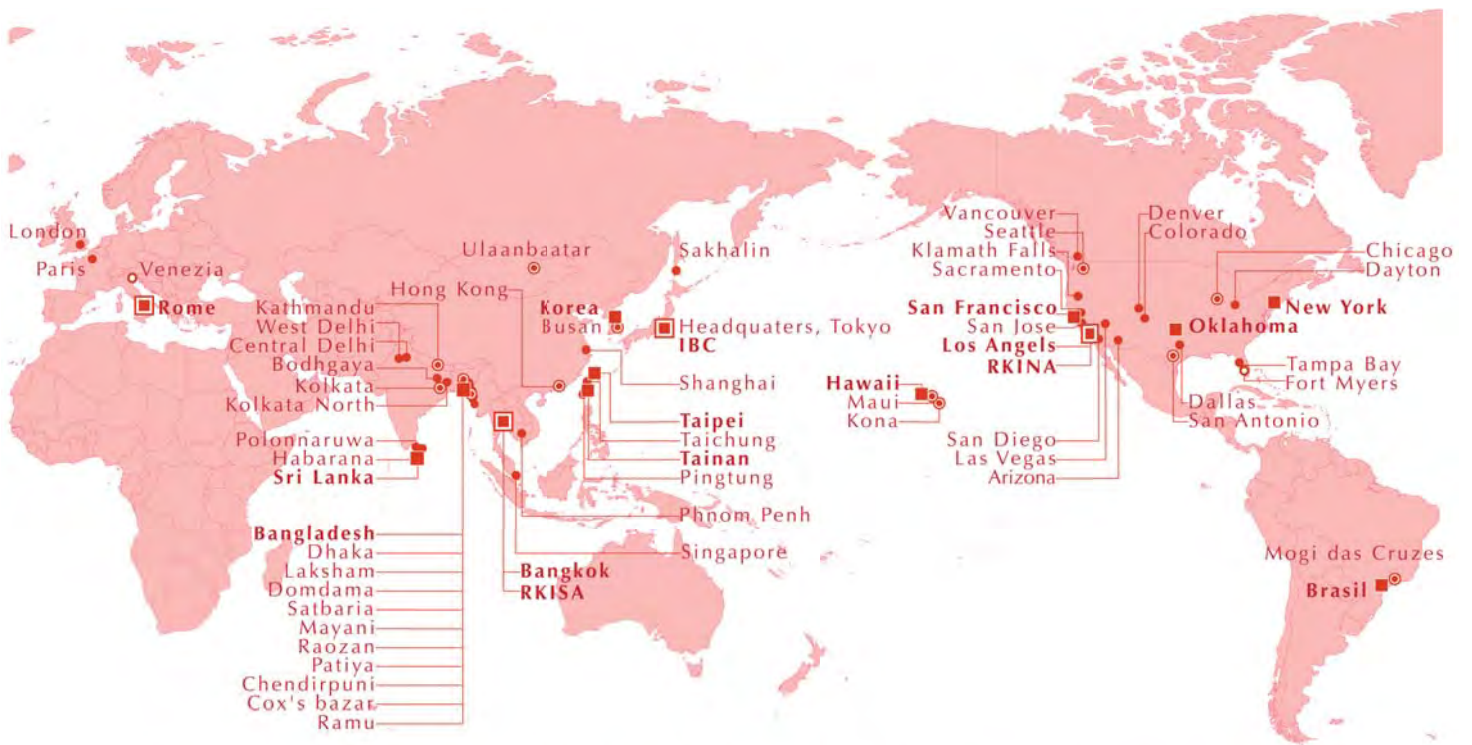 London
Paris
Venezia
Rome
Ulaanbaatar
Sakhalin
Hong Kong
Kathmandu
West Delhi
Central Delhi
Bodhgaya
Kolkata
Kolkata North
Korea
Busan
Headquaters, Tokyo
IBC
Shanghai
Polonnaruwa
Habarana
Sri Lanka
Taipei
Taichung
Tainan
Pingtung
Phnom Penh
Singapore
Bangkok
RKISA
Bangladesh
Dhaka
Laksham
Domdama
Satbaria
Mayani
Raozan
Patiya
Chendirpuni
Cox's bazar
Ramu
Vancouver
Seattle
Klamath Falls
Sacramento
San Francisco
San Jose
Los Angels
RKINA
Denver
Colorado
Chicago
Dayton
New York
Oklahoma
Tampa Bay
Fort Myers
Dallas
San Antonio
Hawaii
Maui
Kona
San Diego
Las Vegas
Arizona
Mogi das Cruzes
Brasil